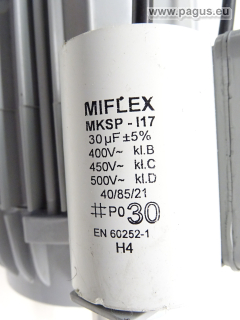 © www.pagus.eu
MIFLEX
MKSP - I17
30µF ±5%
400V~ kl.B
450V~ kl.C
500V~ kl.D
40/85/21
#P0 30
EN 60252-1
H4